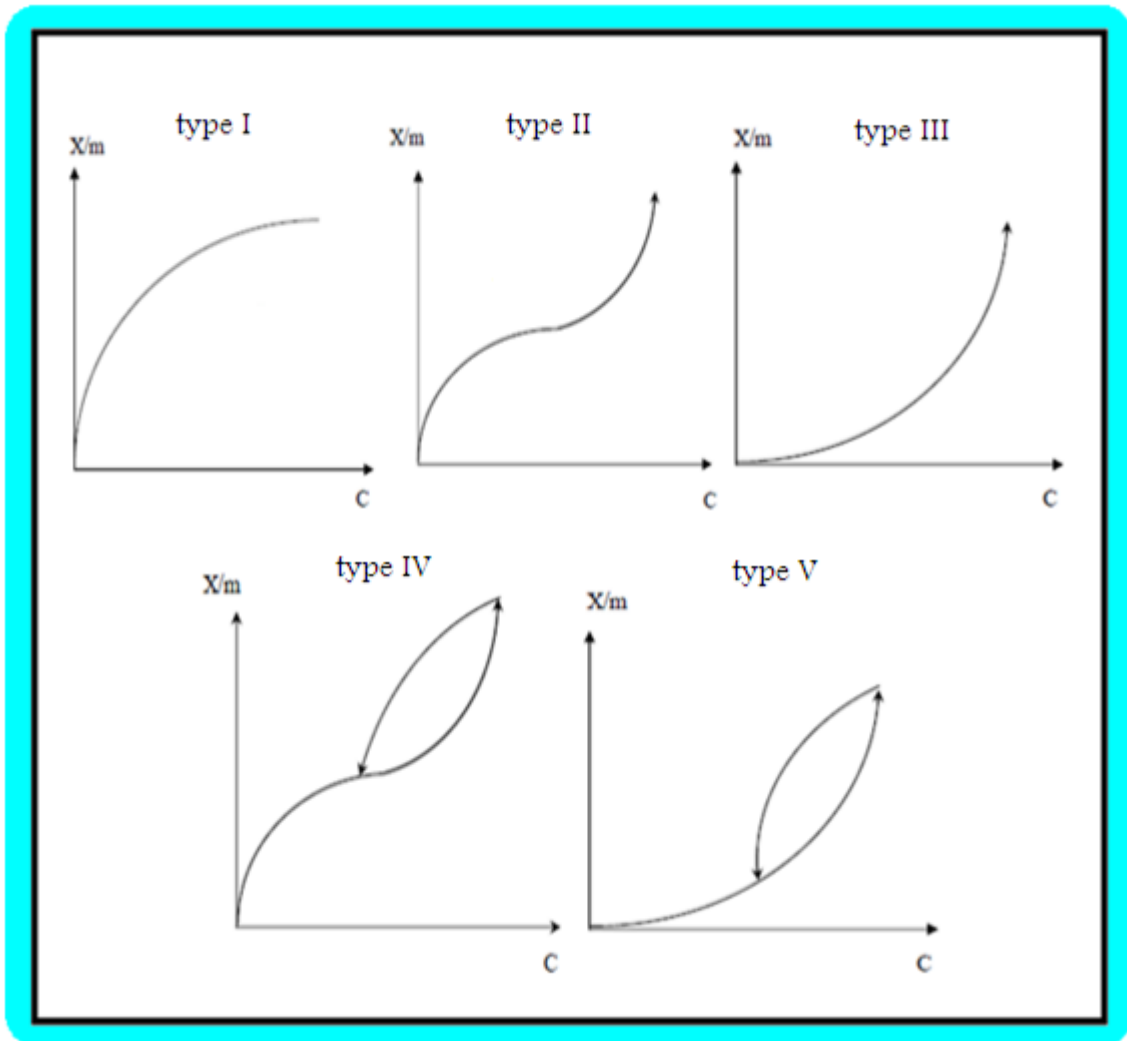 type I
type II
type III
X/m
X/m
X/m
C
C
C
type IV
type V
X/m
X/m
C
C